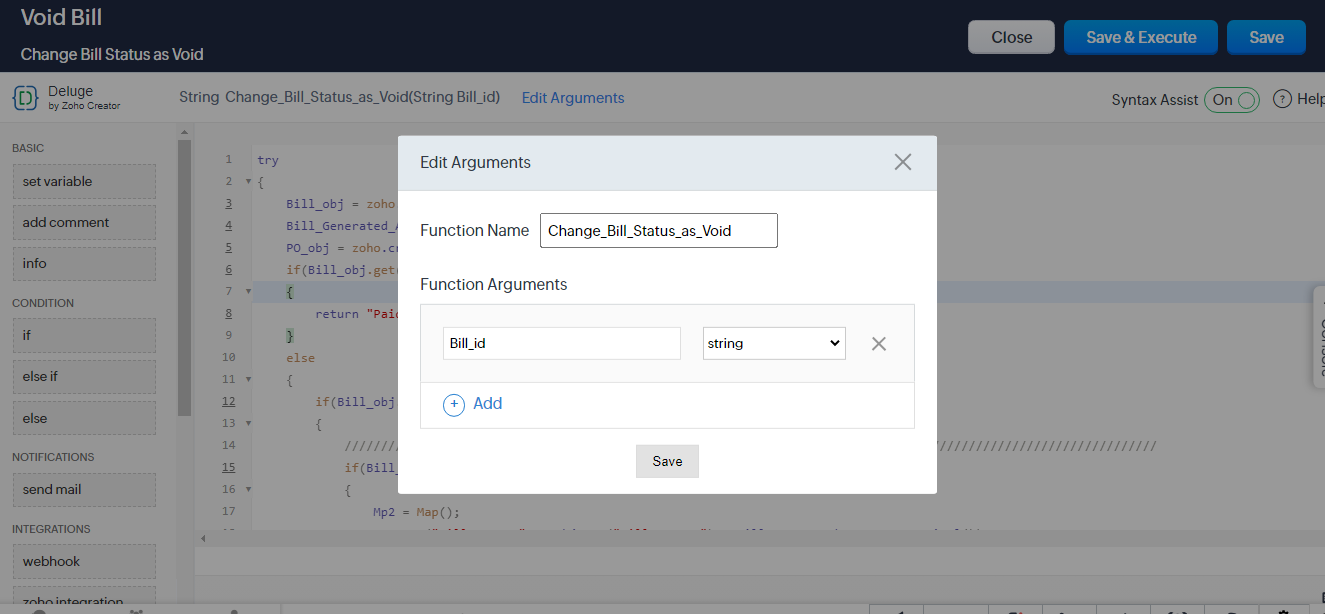 Void Bill
Change Bill Status as Void
Close
Save & Execute
Save
Deluge
by Zoho Creator
String Change_Bill_Status_as_Void(String Bill_id)
Edit Arguments
Syntax Assist
On
? Help
BASIC
set variable
add comment
info
CONDITION
if
else if
else
NOTIFICATIONS
send mail
INTEGRATIONS
webhook
zoho integration
1 try
2 {
3 Bill_obj = zoho
4 Bill_Generated_
5 PO_obj = zoho.cr
6 if(Bill_obj.get
7 {
8 return "Paid
9 }
10 else
11 {
12 if(Bill_obj
13 {
14 /////// //////////////////////////////
15 if(Bill_
16 {
17 Mp2 = Map();
Edit Arguments
Function Name
Change_Bill_Status_as_Void
Function Arguments
Bill_id
string
+ Add
Save